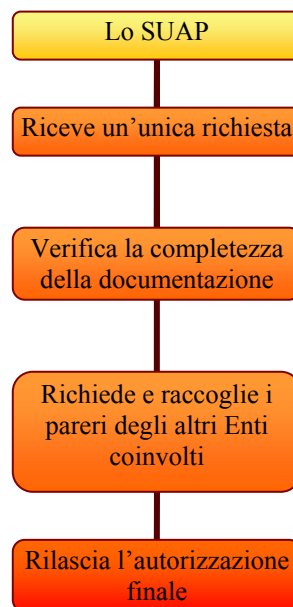 Lo SUAP
Riceve un’unica richiesta
Verifica la completezza
della documentazione
Richiede e raccoglie i
pareri degli altri Enti
coinvolti
Rilascia l’autorizzazione
finale